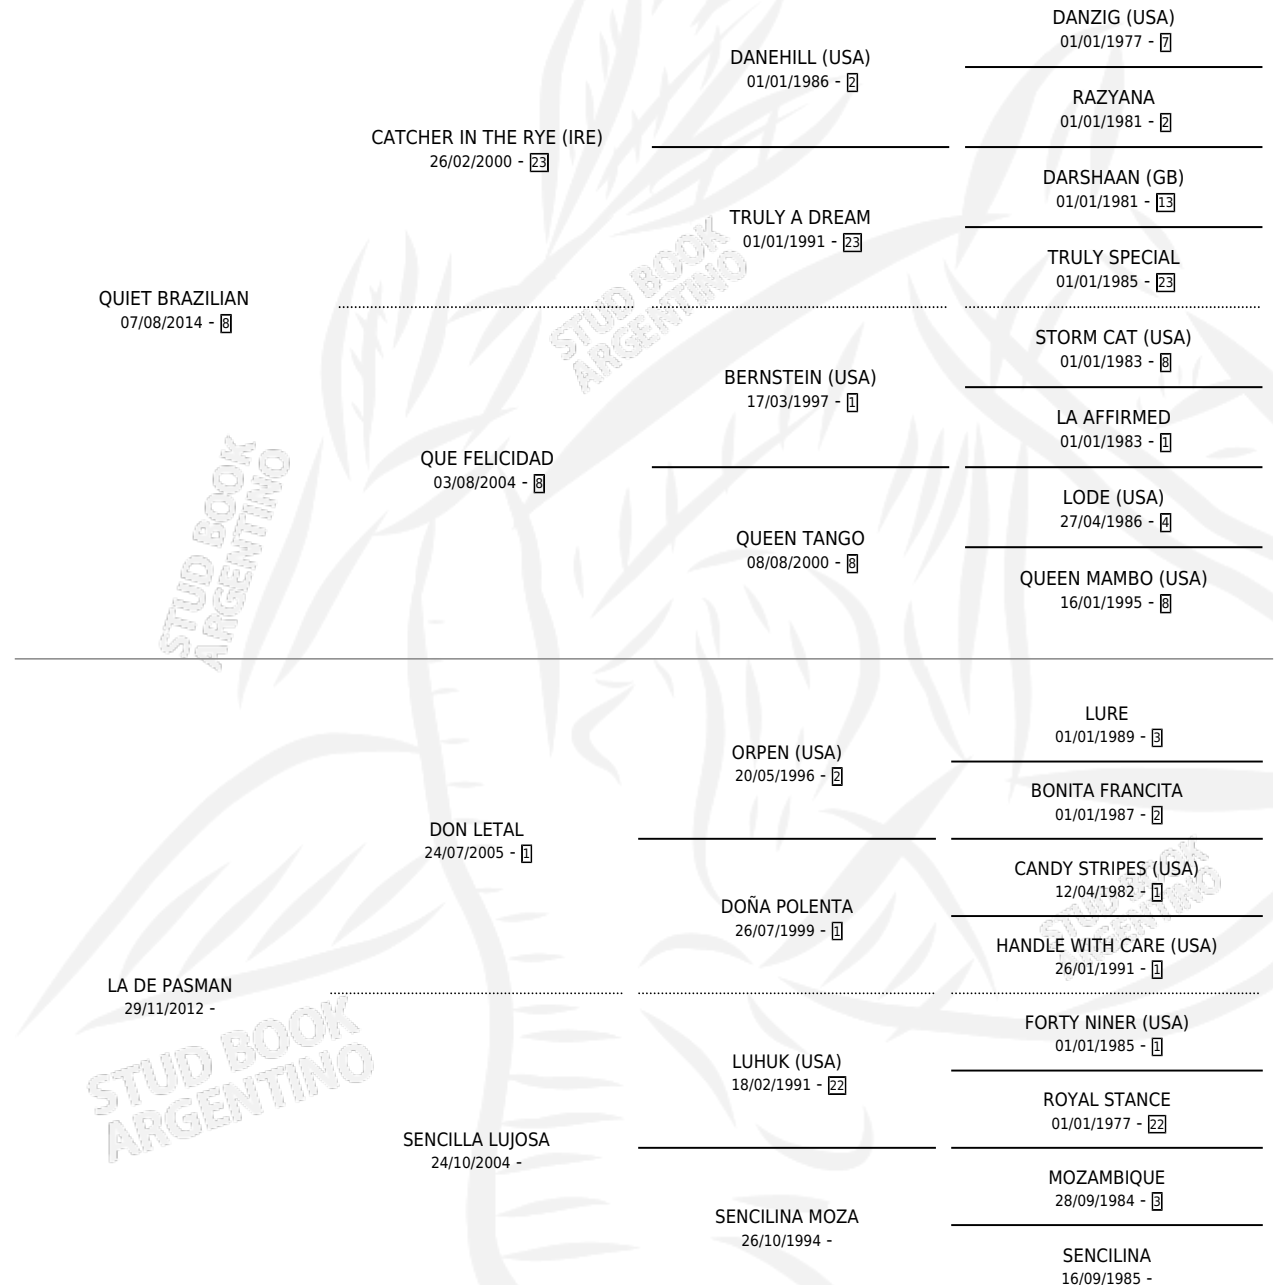 DANZIG (USA)
01/01/1977 - 7
DANEHILL (USA)
01/01/1986 - 2
RAZYANA
01/01/1981 - 2
CATCHER IN THE RYE (IRE)
26/02/2000 - 23
DARSHAAN (GB)
01/01/1981 - 13
TRULY A DREAM
01/01/1991 - 23
TRULY SPECIAL
01/01/1985 - 23
QUIET BRAZILIAN
07/08/2014 - 8
STORM CAT (USA)
01/01/1983 - 8
BERNSTEIN (USA)
17/03/1997 - 1
LA AFFIRMED
01/01/1983 - 1
QUE FELICIDAD
03/08/2004 - 8
LODE (USA)
27/04/1986 - 4
QUEEN TANGO
08/08/2000 - 8
QUEEN MAMBO (USA)
16/01/1995 - 8
LURE
01/01/1989 - 3
ORPEN (USA)
20/05/1996 - 2
BONITA FRANCITA
01/01/1987 - 2
DON LETAL
24/07/2005 - 1
CANDY STRIPES (USA)
12/04/1982 - 1
DOÑA POLENTA
26/07/1999 - 1
HANDLE WITH CARE (USA)
26/01/1991 - 1
LA DE PASMAN
29/11/2012 -
FORTY NINER (USA)
01/01/1985 - 1
LUHUK (USA)
18/02/1991 - 22
ROYAL STANCE
01/01/1977 - 22
SENCILLA LUJOSA
24/10/2004 -
MOZAMBIQUE
28/09/1984 - 3
SENCILINA MOZA
26/10/1994 -
SENCILINA
16/09/1985 -
STUD BOOK
ARGENTINO
STUD BOOK
ARGENTINO
STUD BOOK
ARGENTINO
STUD BOOK
ARGENTINO